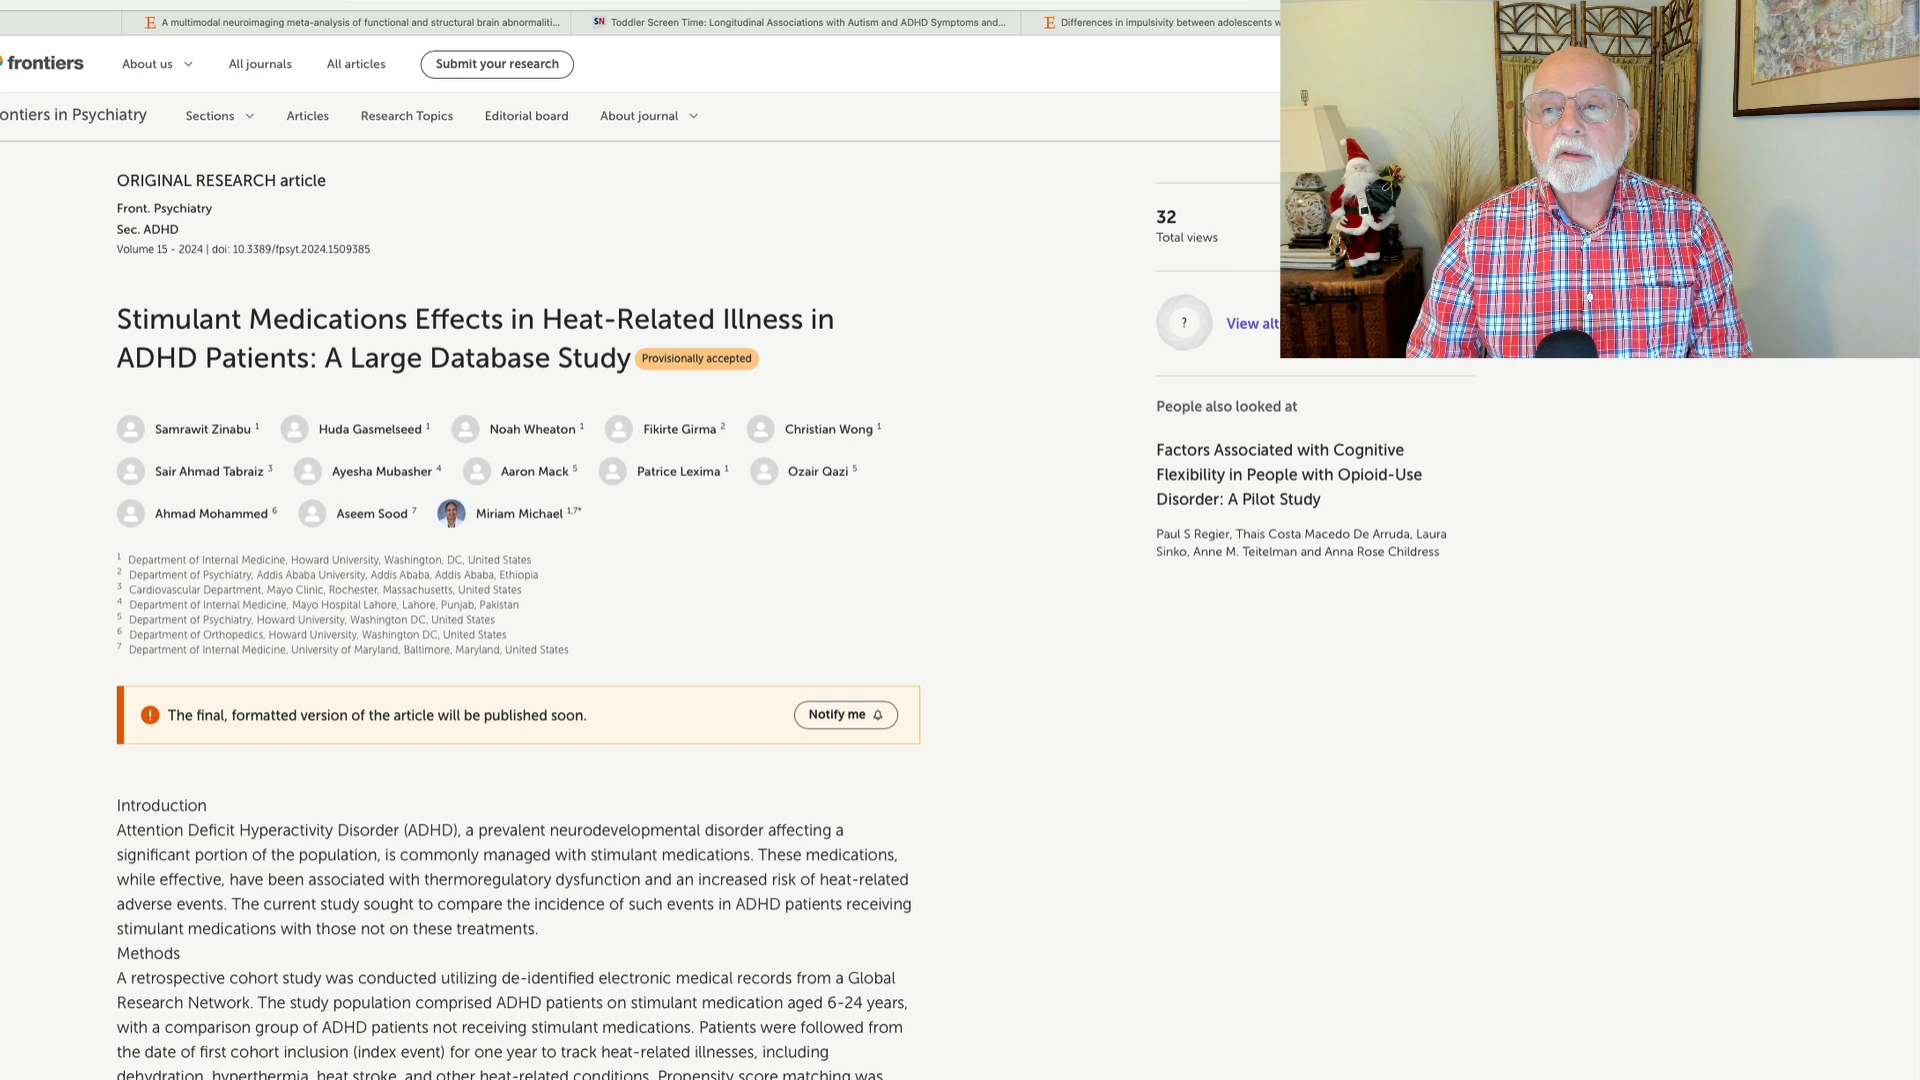 A multimodal neuroimaging meta-analysis of functional and structural brain abnormaliti...
SN Toddler Screen Time: Longitudinal Associations with Autism and ADHD Symptoms and...
Differences in impulsivity between adolescents w
frontiers
About us
All journals
All articles
Submit your research
ontiers in Psychiatry
Sections
Articles
Research Topics
Editorial board
About journal
ORIGINAL RESEARCH article
Front. Psychiatry
Sec. ADHD
Volume 15 - 2024 | doi: 10.3389/fpsyt.2024.1509385
Stimulant Medications Effects in Heat-Related Illness in
ADHD Patients: A Large Database Study Provisionally accepted
Samrawit Zinabu 1 Huda Gasmelseed 1 Noah Wheaton 1 Fikirte Girma 2 Christian Wong 1
Sair Ahmad Tabraiz 3 Ayesha Mubasher 4 Aaron Mack 5 Patrice Lexima 1 Ozair Qazi 5
Ahmad Mohammed 6 Aseem Sood 7 Miriam Michael 1,7*
1 Department of Internal Medicine, Howard University, Washington, DC, United States
2 Department of Psychiatry, Addis Ababa University, Addis Ababa, Addis Ababa, Ethiopia
3 Cardiovascular Department, Mayo Clinic, Rochester, Massachusetts, United States
4 Department of Internal Medicine, Mayo Hospital Lahore, Lahore, Punjab, Pakistan
5 Department of Psychiatry, Howard University, Washington DC, United States
6 Department of Orthopedics, Howard University, Washington DC, United States
7 Department of Internal Medicine, University of Maryland, Baltimore, Maryland, United States
! The final, formatted version of the article will be published soon.
Notify me
Introduction
Attention Deficit Hyperactivity Disorder (ADHD), a prevalent neurodevelopmental disorder affecting a
significant portion of the population, is commonly managed with stimulant medications. These medications,
while effective, have been associated with thermoregulatory dysfunction and an increased risk of heat-related
adverse events. The current study sought to compare the incidence of such events in ADHD patients receiving
stimulant medications with those not on these treatments.
Methods
A retrospective cohort study was conducted utilizing de-identified electronic medical records from a Global
Research Network. The study population comprised ADHD patients on stimulant medication aged 6-24 years,
with a comparison group of ADHD patients not receiving stimulant medications. Patients were followed from
the date of first cohort inclusion (index event) for one year to track heat-related illnesses, including
dehydration, hyperthermia, heat stroke, and other heat-related conditions. Propensity score matching was
32
Total views
?
View alt
People also looked at
Factors Associated with Cognitive
Flexibility in People with Opioid-Use
Disorder: A Pilot Study
Paul S Regier, Thais Costa Macedo De Arruda, Laura
Sinko, Anne M. Teitelman and Anna Rose Childress